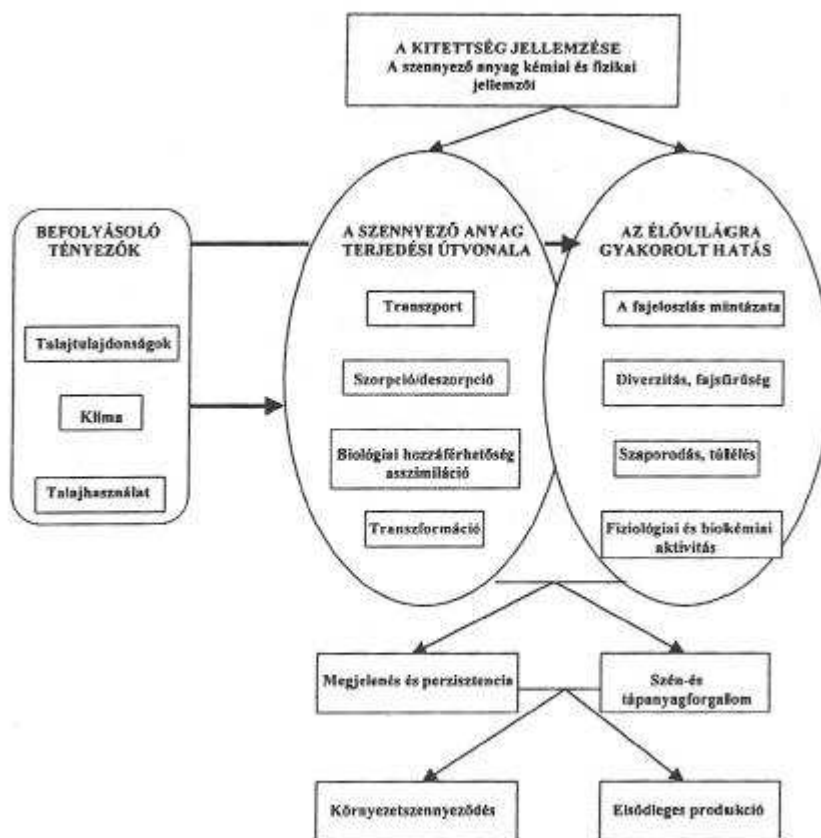 A KITETTSÉG JELLEMZÉSE
A szennyező anyag kémiai és fizikai
jellemzői
BEFOLYÁSOLÓ
TÉNYEZŐK
Talajtulajdonságok
Klíma
Talajhasználat
A SZENNYEZŐ ANYAG
TERJEDÉSI ÚTVONALA
Transzport
Szorpció/deszorpció
Biológiai hozzáférhetőség
asszimiláció
Transzformáció
AZ ÉLŐVILÁGRA
GYAKOROLT HATÁS
A fajeloszlás mintázata
Diverzitás, fajsűrűség
Szaporodás, túlélés
Fiziológiai és biolkémiai
aktivitás
Megjelenés és perzisztencia
Szén-és
tápanyagforgalom
Környezetszennyeződés
Elsődleges produkció